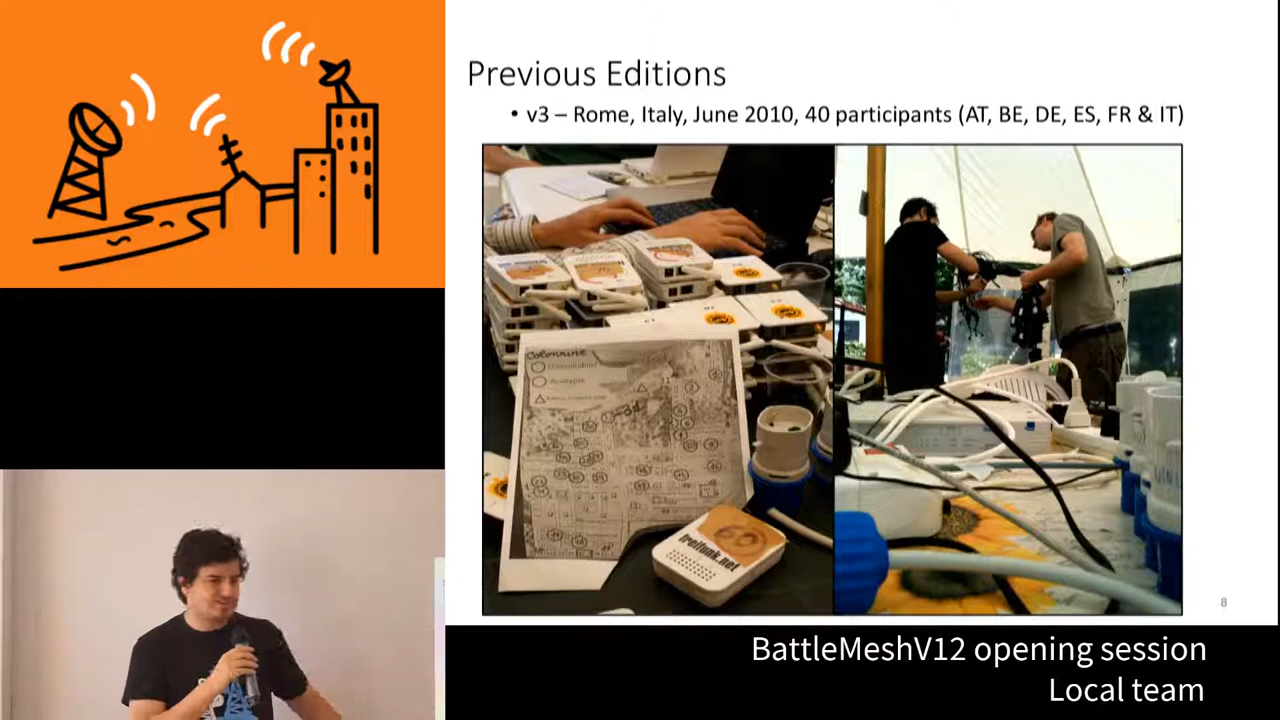 Previous Editions
• v3 – Rome, Italy, June 2010, 40 participants (AT, BE, DE, ES, FR & IT)
Colonnine
freifunk.net
8
BattleMeshV12 opening session
Local team